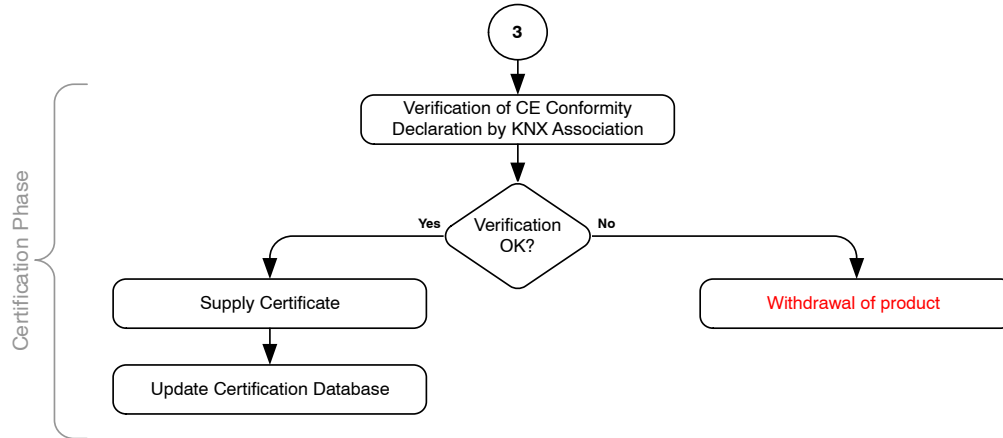 3
Verification of CE Conformity
Declaration by KNX Association
Certification Phase
Yes
Verification
OK?
No
Supply Certificate
Withdrawal of product
Update Certification Database